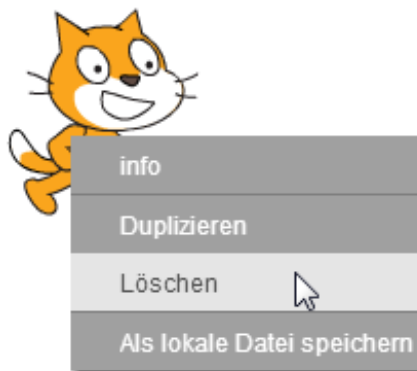 info
Duplizieren
Löschen
Als lokale Datei speichern